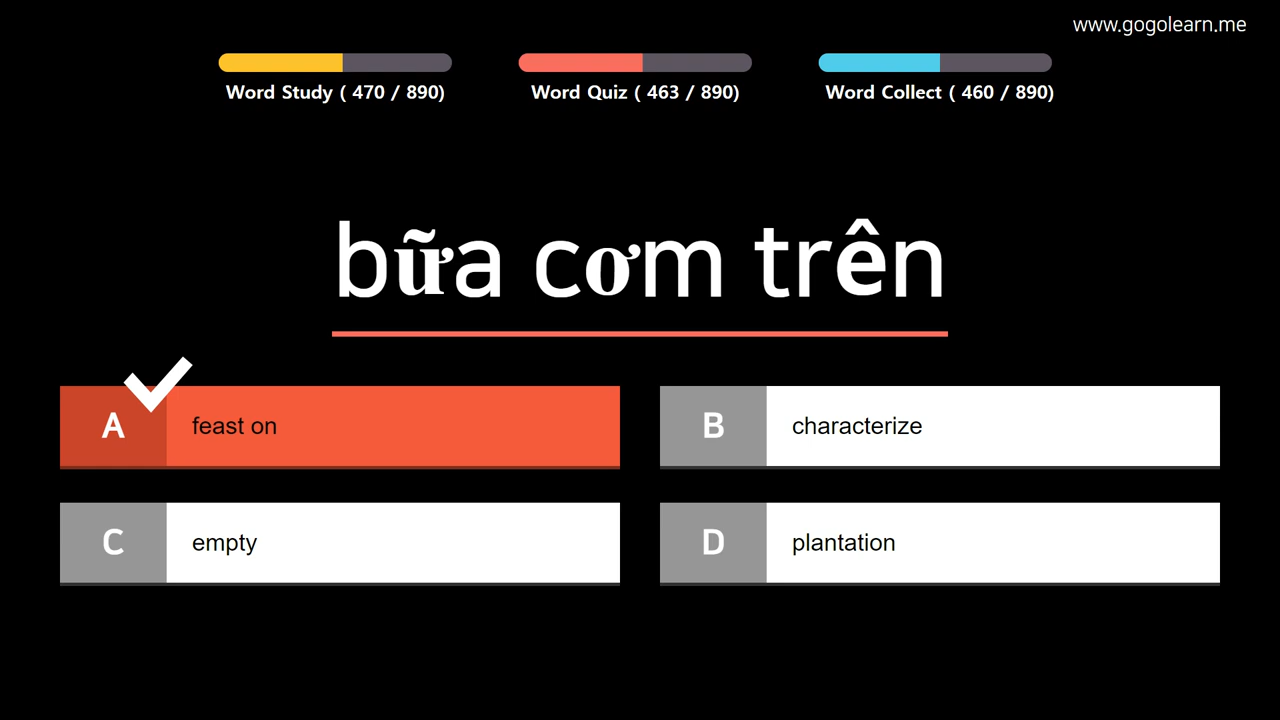 www.gogolearn.me
Word Study ( 470 / 890)
Word Quiz ( 463 / 890)
Word Collect ( 460 / 890)
bữa cơm trên
A feast on
B characterize
C empty
D plantation